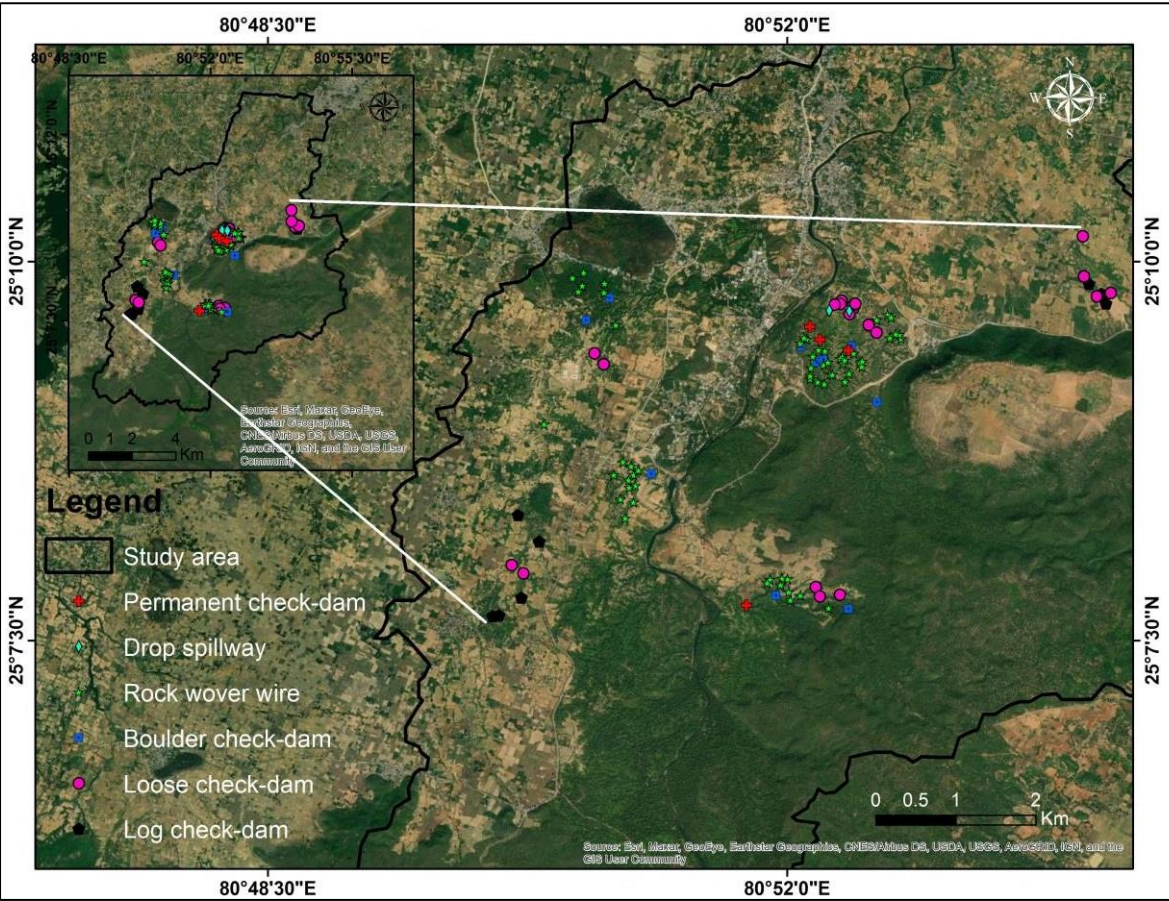 80°48'30"E
80°52'0"E
80°48'30"E
80°52'0"E
80°55'30"E
N
W
E
S
25°10'0"N
25°10'0"N
Source: Esri, Maxar, GeoEye,
Earthstar Geographics,
CNES/Airbus DS, USDA, USGS,
AeroGRID, IGN, and the GIS User
Community
0 2 4
Km
Legend
Study area
Permanent check-dam
Drop spillway
Rock wover wire
Boulder check-dam
Loose check-dam
Log check-dam
25°7'30"N
25°7'30"N
0 0.5 1 2
Km
Source: Esri, Maxar, GeoEye, Earthstar Geographics, CNES/Airbus DS, USDA, USGS, AeroGRID, IGN, and the
GIS User Community
80°48'30"E
80°52'0"E